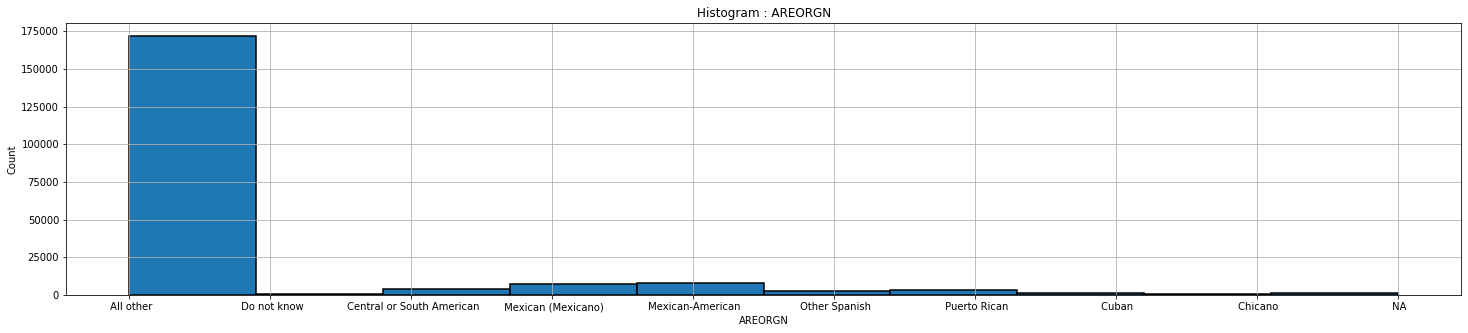 Histogram : AREORGN
175000
150000
125000
100000
75000
50000
25000
0
Count
All other Do not know Central or South American Mexican (Mexicano) Mexican-American Other Spanish Puerto Rican Cuban Chicano NA
AREORGN